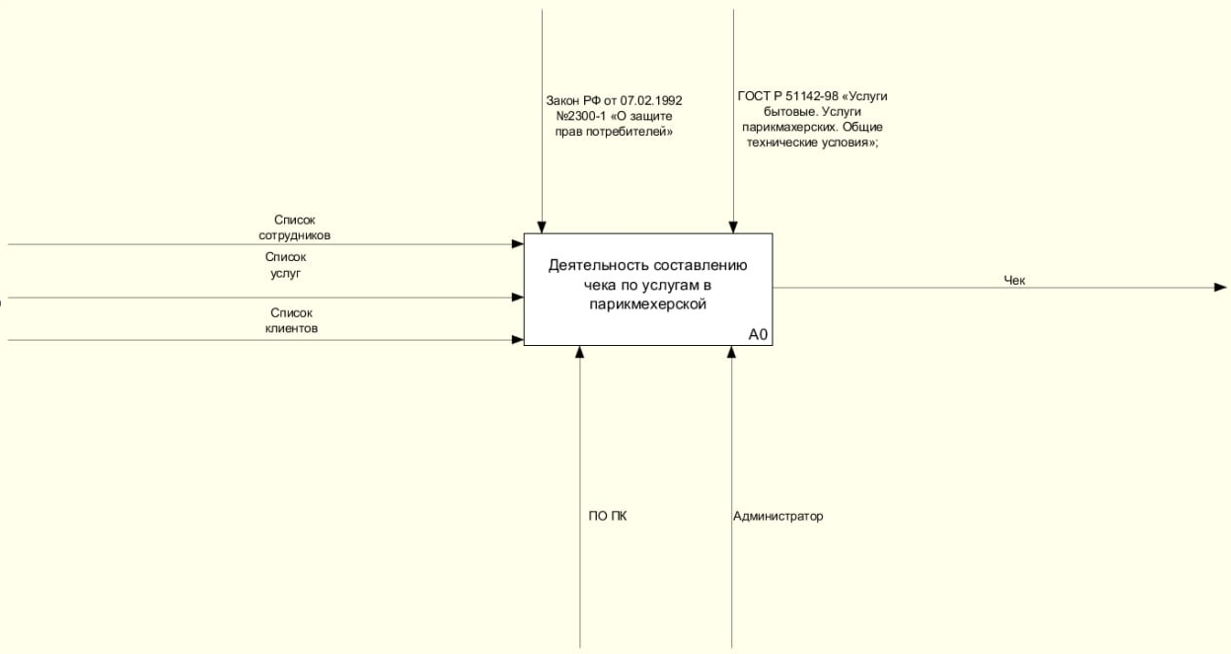 Закон РФ от 07.02.1992
№2300-1 «О защите
прав потребителей»
ГОСТ Р 51142-98 «Услуги
бытовые. Услуги
парикмахерских. Общие
технические условия»;
Список
сотрудников
Список
услуг
Список
клиентов
Деятельность составлению
чека по услугам в
парикмехерской
A0
Чек
ПО ПК
Администратор